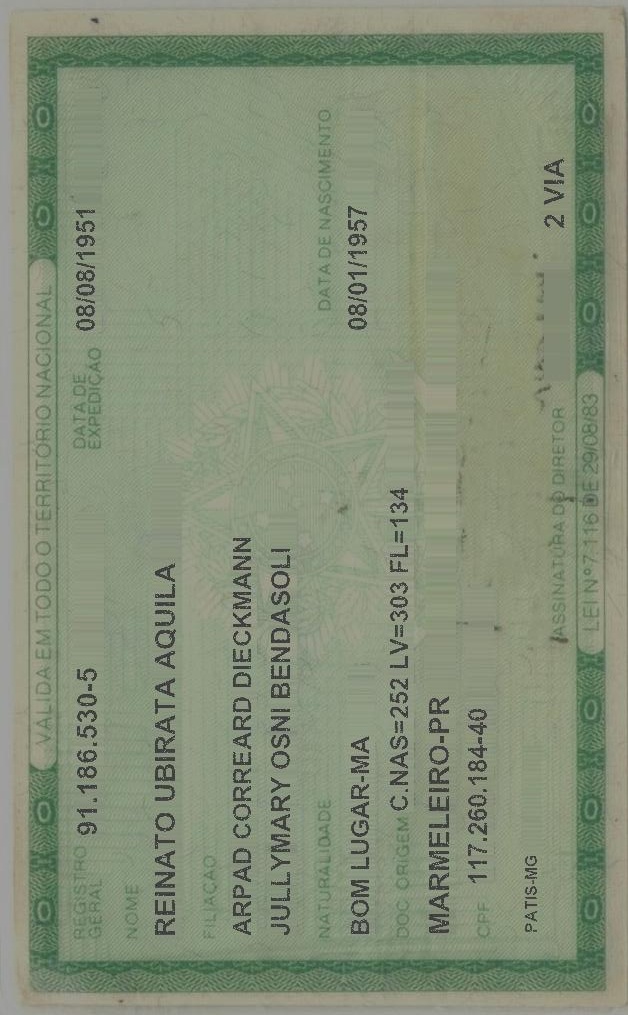 VÁLIDA EM TODO O TERRITÓRIO NACIONAL
REGISTRO GERAL 91.186.530-5 DATA DE EXPEDIÇÃO 08/08/1951
NOME
REINATO UBIRATA AQUILA
FILIAÇÃO
ARPAD CORREARD DIECKMANN
JULLYMARY OSNI BENDASOLI
NATURALIDADE DATA DE NASCIMENTO
BOM LUGAR-MA 08/01/1957
DOC. ORIGEM C.NAS=252 LV=303 FL=134
MARMELEIRO-PR
CPF 117.260.184-40
PATIS-MG 2 VIA
ASSINATURA DO DIRETOR
LEI Nº 7.116 DE 29/08/83